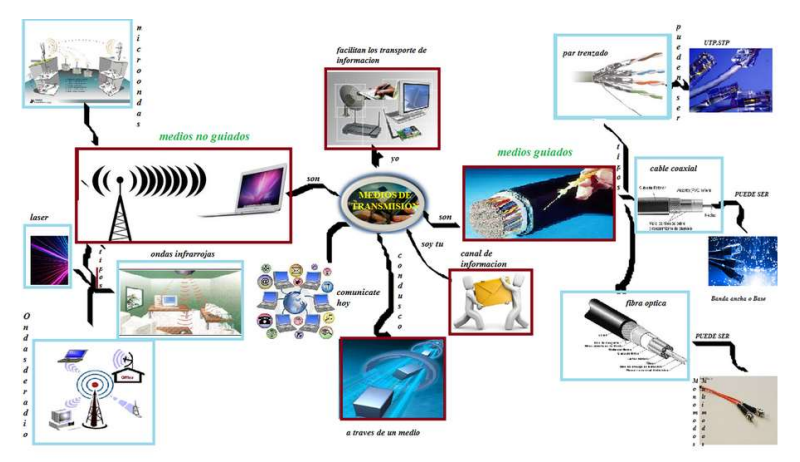 microondas
facilitan los transporte de
informacion
yo
medios no guiados
son
MEDIOS DE
TRANSMISIÓN
medios guiados
son
par trenzado
pueden ser
UTP.STP
tipos
cable coaxial
PUEDE SER
Banda ancha o Base
fibra optica
PUEDE SER
Monomodos
Multimodos
laser
tipos
ondas infrarrojas
Ondas de radio
comunicate
hoy
condusco
a traves de un medio
soy tu
canal de
informacion